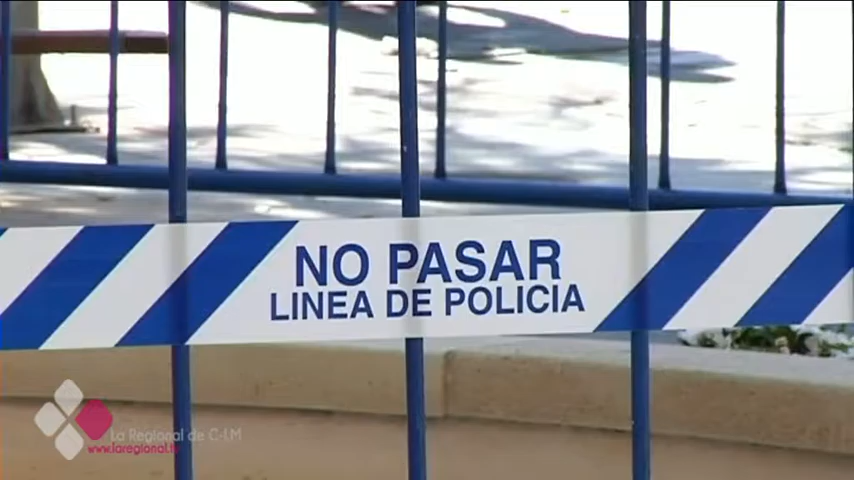 NO PASAR
LINEA DE POLICIA
La Regional de C-LM
www.laregional.tv